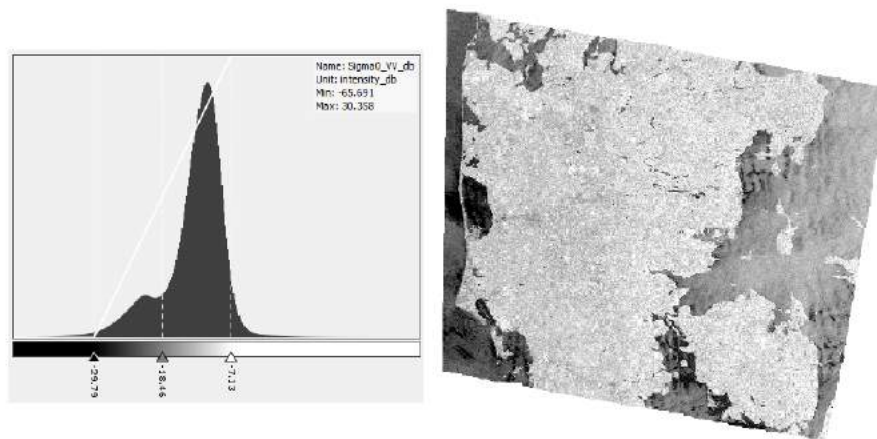 Name: Sigma0_VV_db
Unit: intensity_db
Min: -65.691
Max: 30.358
-29.79
-18.46
-7.13